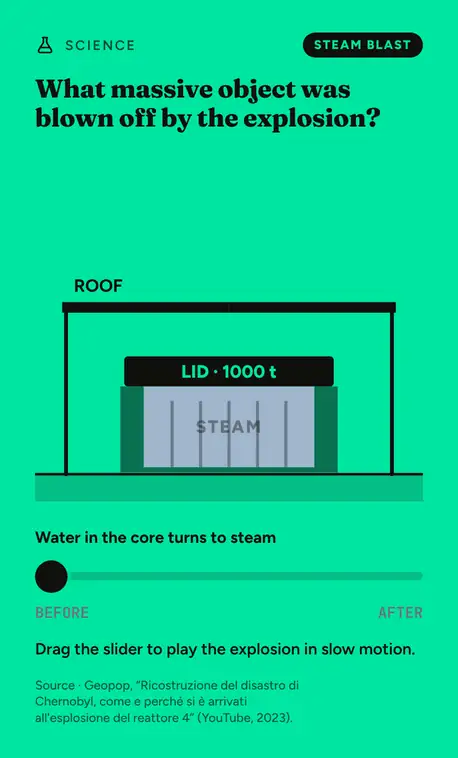 SCIENCE
STEAM BLAST
What massive object was
blown off by the explosion?
ROOF
LID · 1000 t
STEAM
Water in the core turns to steam
BEFORE
AFTER
Drag the slider to play the explosion in slow motion.
Source · Geopop, "Ricostruzione del disastro di
Chernobyl, come e perché si è arrivati
all'esplosione del reattore 4" (YouTube, 2023).